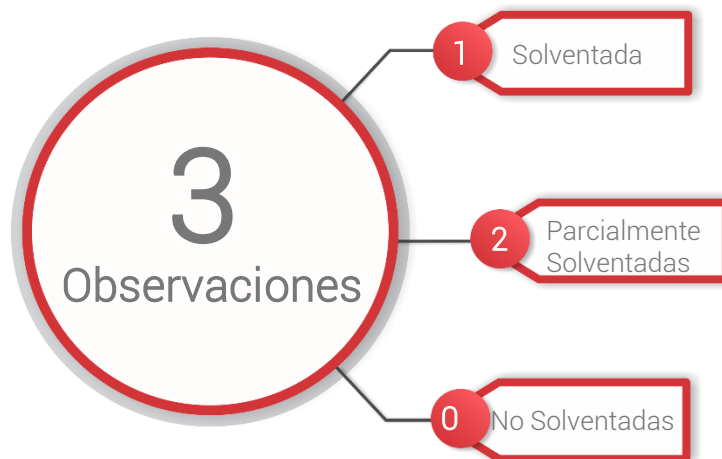 3
Observaciones
1
Solventada
2
Parcialmente
Solventadas
0
No Solventadas